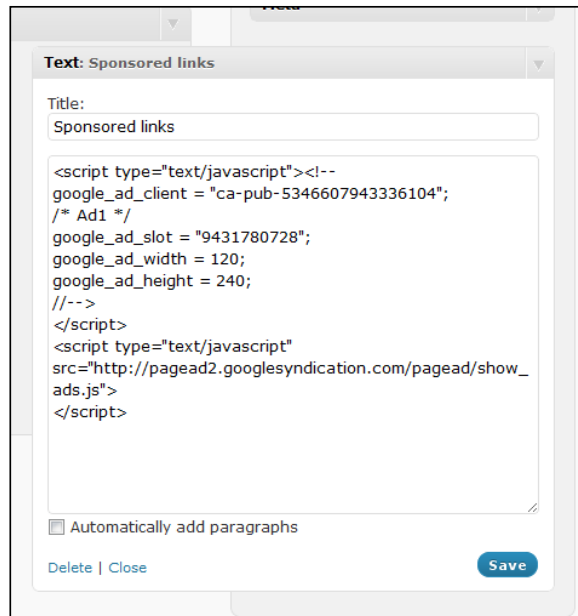 Text: Sponsored links
Title:
Sponsored links
<script type="text/javascript"><!--
google_ad_client = "ca-pub-5346607943336104";
/* Ad1 */
google_ad_slot = "9431780728";
google_ad_width = 120;
google_ad_height = 240;
//-->
</script>
<script type="text/javascript"
src="http://pagead2.googlesyndication.com/pagead/show_
ads.js">
</script>
Automatically add paragraphs
Delete | Close
Save